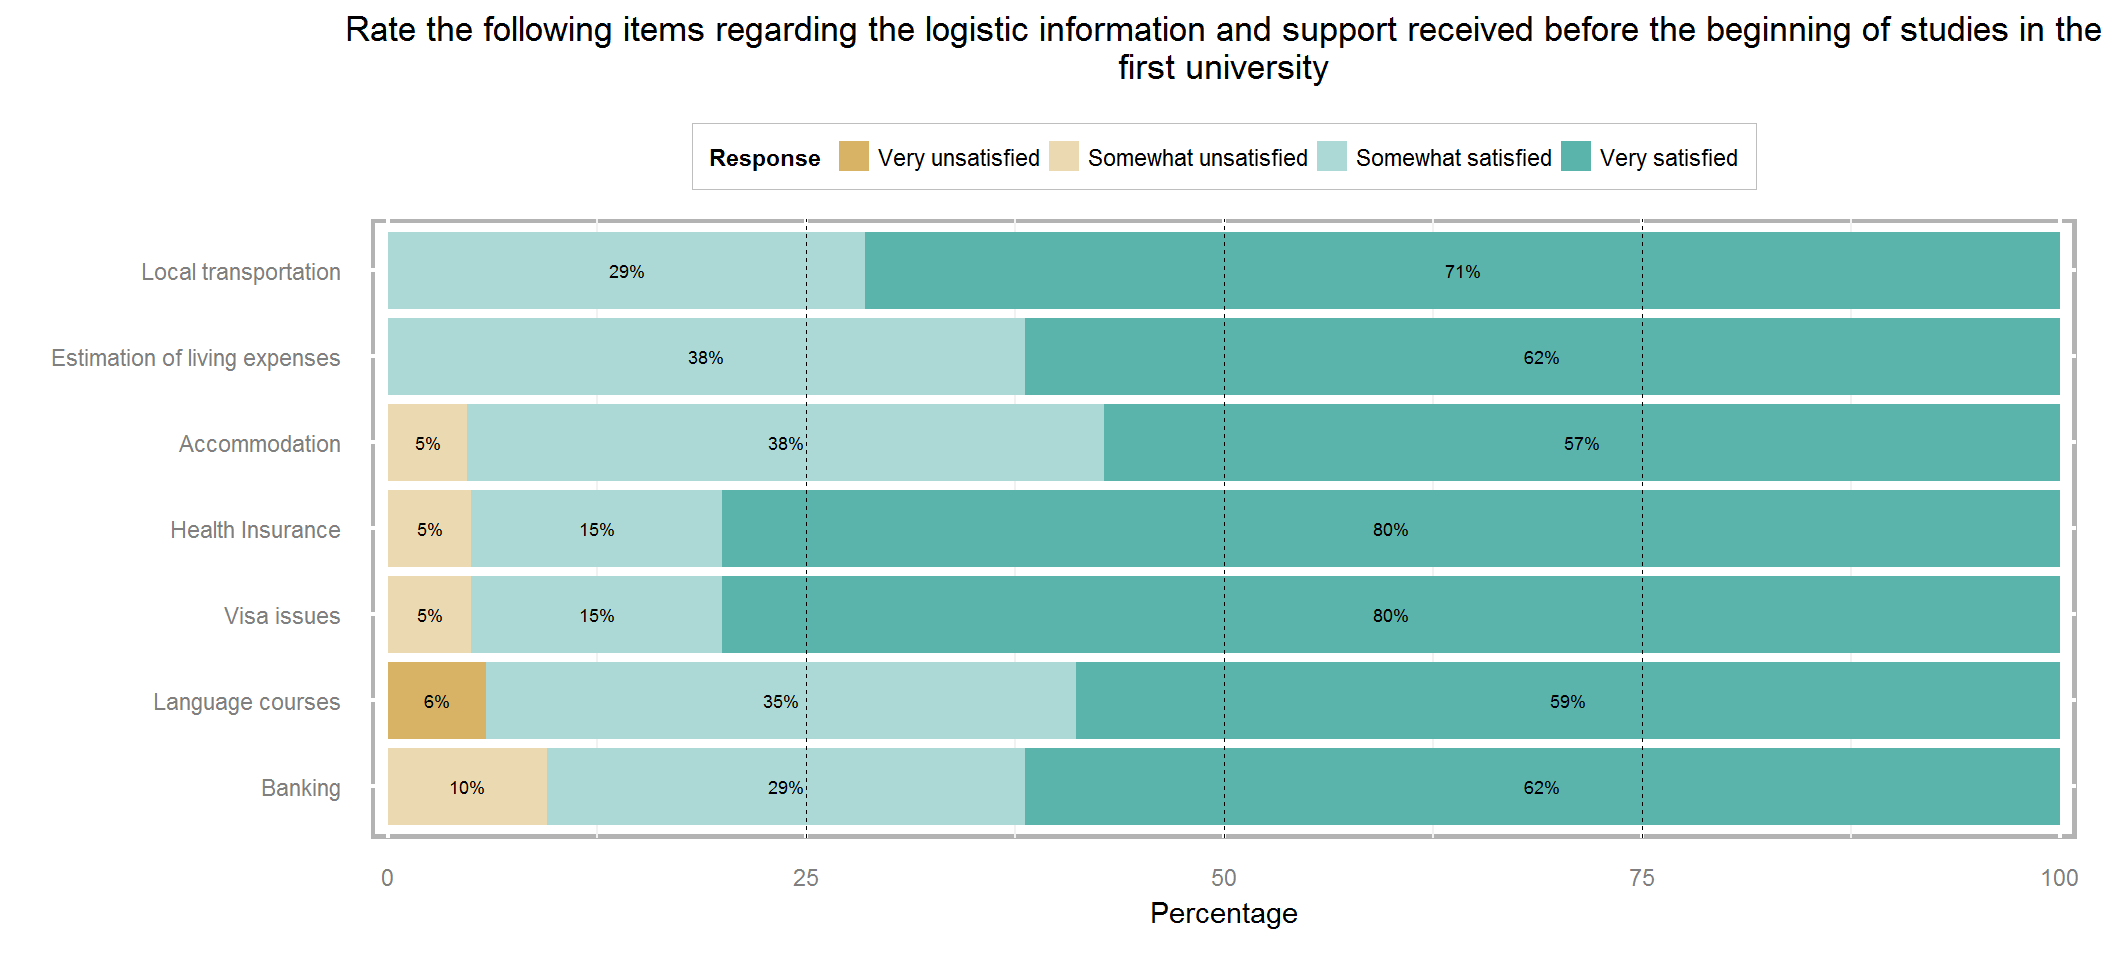 Rate the following items regarding the logistic information and support received before the beginning of studies in the
first university
Response Very unsatisfied Somewhat unsatisfied Somewhat satisfied Very satisfied
Local transportation 29% 71%
Estimation of living expenses 38% 62%
Accommodation 5% 38% 57%
Health Insurance 5% 15% 80%
Visa issues 5% 15% 80%
Language courses 6% 35% 59%
Banking 10% 29% 62%
0 25 50 75 100
Percentage